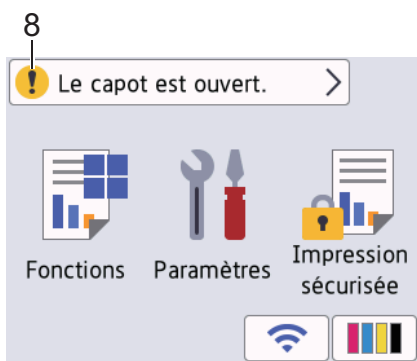 8
Le capot est ouvert.
Fonctions
Paramètres
Impression
sécurisée